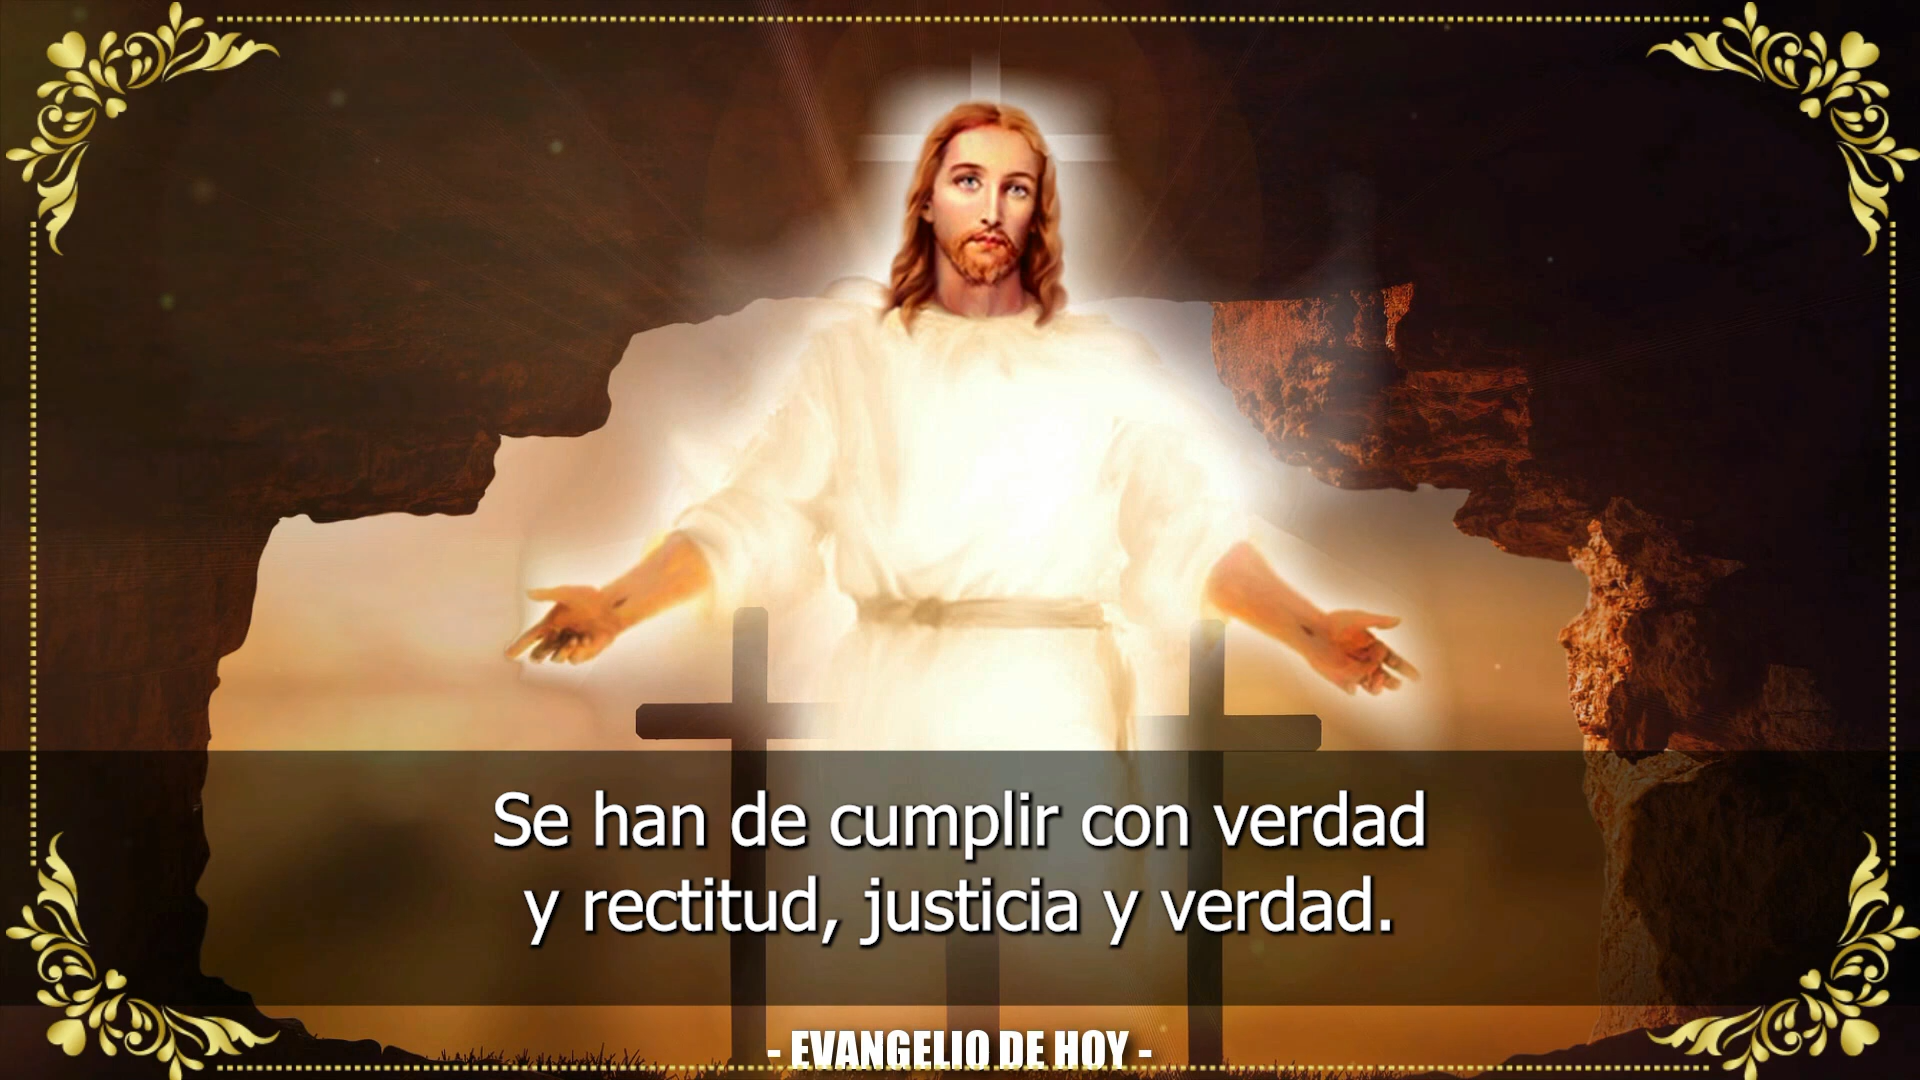 Se han de cumplir con verdad
y rectitud, justicia y verdad.
- EVANGELIO DE HOY -